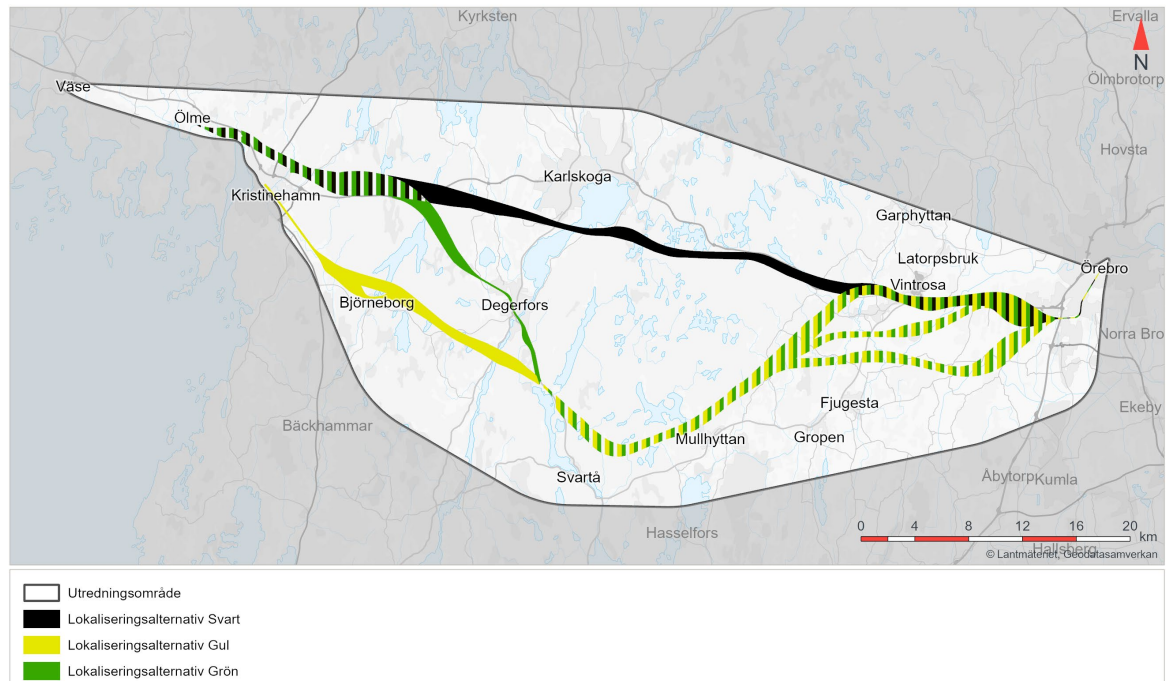 Kyrksten
Ervalla
N
Ölmbrotorp
Väse
Ölme
Hovsta
Karlskoga
Kristinehamn
Garphyttan
Latorpsbruk
Örebro
Vintrosa
Björneborg
Degerfors
Norra Bro
Fjugesta
Ekeby
Bäckhammar
Mullhyttan
Gropen
Svartå
Åbytorp
Kumla
Hasselfors
0 4 8 12 16 20
km
Hallsberg
© Lantmäteriet, Geodatasamverkan
Utredningsområde
Lokaliseringsalternativ Svart
Lokaliseringsalternativ Gul
Lokaliseringsalternativ Grön